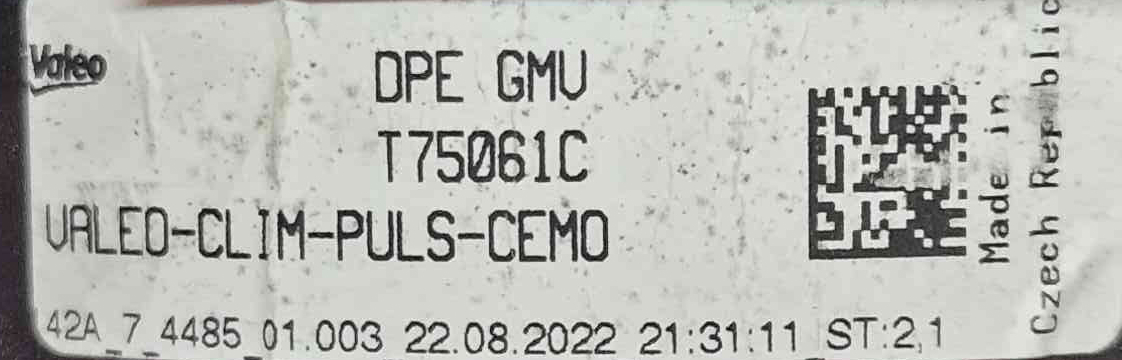 Valeo
DPE GMV
T75061C
VALEO-CLIM-PULS-CEMO
42A_7_4485_01.003 22.08.2022 21:31:11 ST:2,1
Made in
Czech Republic